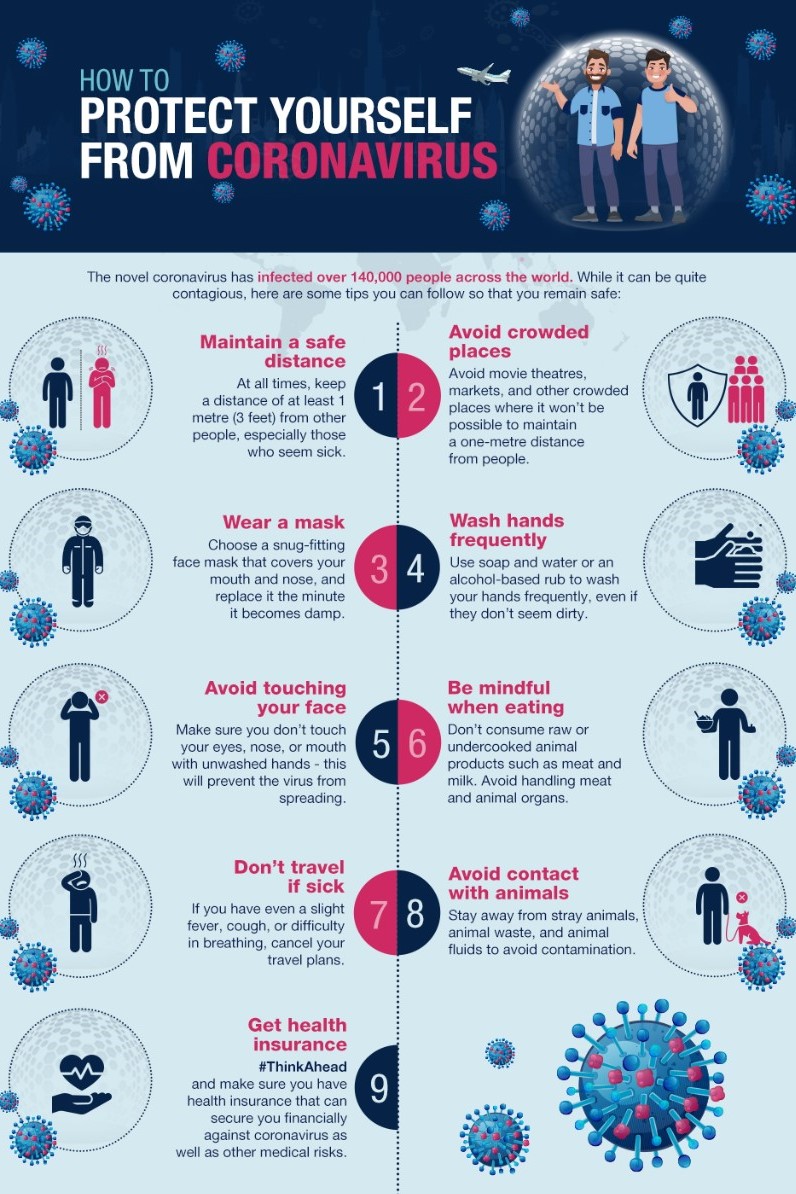 HOW TO
PROTECT YOURSELF
FROM CORONAVIRUS
The novel coronavirus has infected over 140,000 people across the world. While it can be quite
contagious, here are some tips you can follow so that you remain safe:
Maintain a safe
distance
At all times, keep
a distance of at least 1
metre (3 feet) from other
people, especially those
who seem sick.
1
2
Avoid crowded
places
Avoid movie theatres,
markets, and other crowded
places where it won't be
possible to maintain
a one-metre distance
from people.
Wear a mask
Choose a snug-fitting
face mask that covers your
mouth and nose, and
replace it the minute
it becomes damp.
3
4
Wash hands
frequently
Use soap and water or an
alcohol-based rub to wash
your hands frequently, even if
they don't seem dirty.
Avoid touching
your face
Make sure you don't touch
your eyes, nose, or mouth
with unwashed hands - this
will prevent the virus from
spreading.
5
6
Be mindful
when eating
Don't consume raw or
undercooked animal
products such as meat and
milk. Avoid handling meat
and animal organs.
Don't travel
if sick
If you have even a slight
fever, cough, or difficulty
in breathing, cancel your
travel plans.
7
8
Avoid contact
with animals
Stay away from stray animals,
animal waste, and animal
fluids to avoid contamination.
Get health
insurance
#ThinkAhead
and make sure you have
health insurance that can
secure you financially
against coronavirus as
well as other medical risks.
9